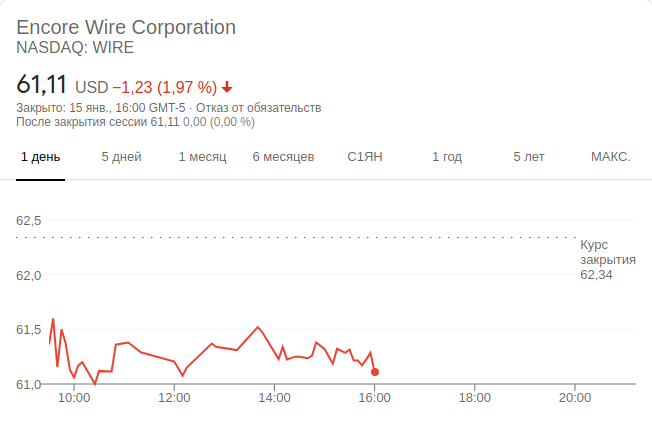 Encore Wire Corporation
NASDAQ: WIRE
61,11 USD −1,23 (1,97 %)
Закрыто: 15 янв., 16:00 GMT-5 · Отказ от обязательств
После закрытия сессии 61,11 0,00 (0,00 %)
1 день 5 дней 1 месяц 6 месяцев С1ЯН 1 год 5 лет МАКС.
62,5
Курс
закрытия
62,34
62,0
61,5
61,0
10:00 12:00 14:00 16:00 18:00 20:00